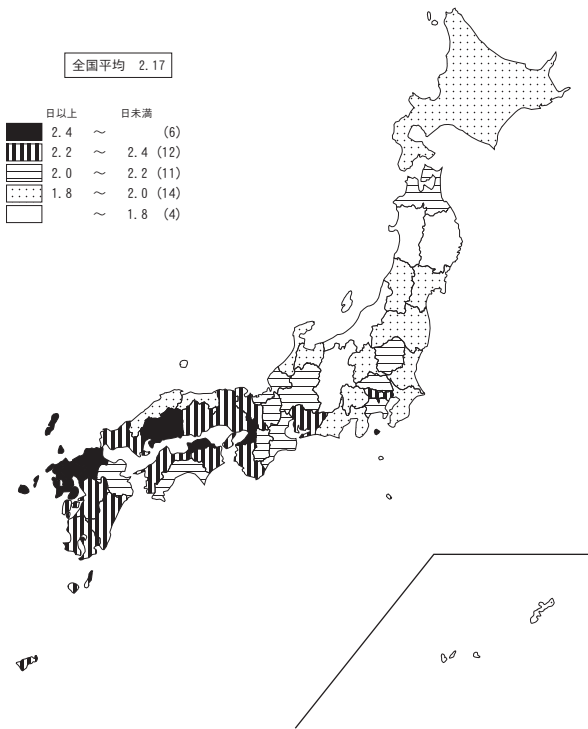 全国平均 2.17
日以上 日未満
2.4 ～ (6)
2.2 ～ 2.4 (12)
2.0 ～ 2.2 (11)
1.8 ～ 2.0 (14)
～ 1.8 (4)